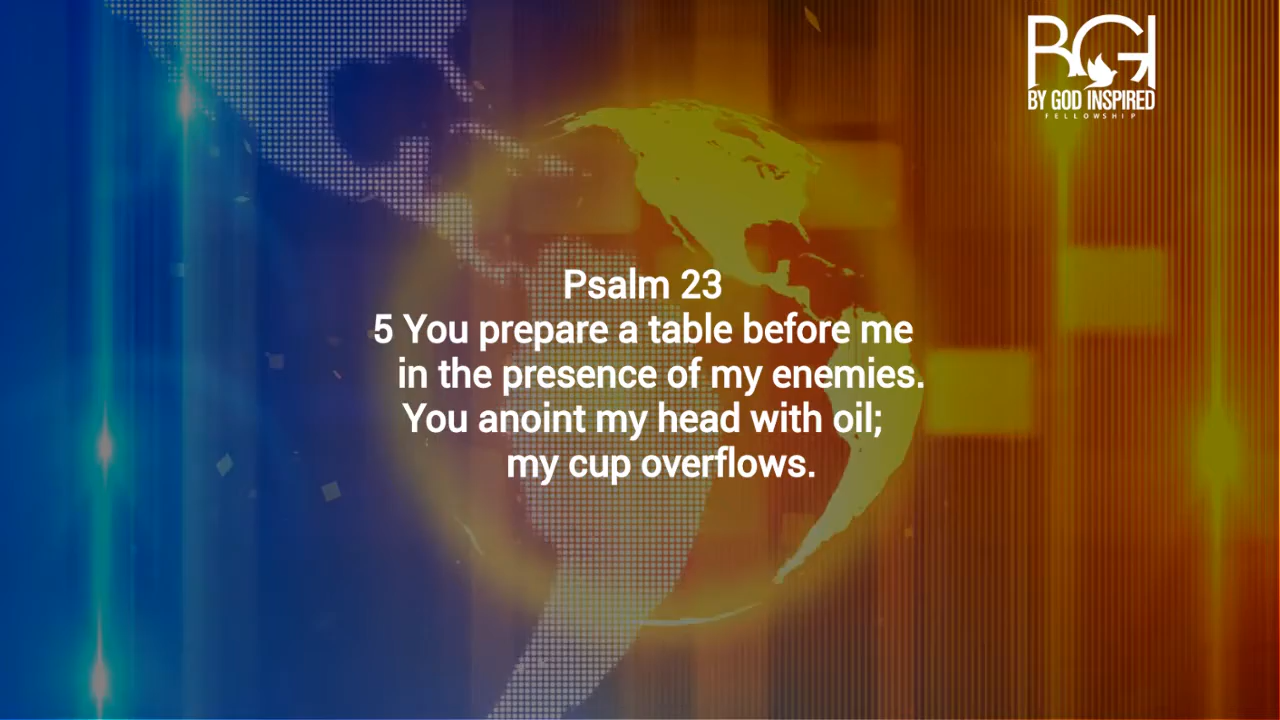 BGI
BY GOD INSPIRED
FELLOWSHIP
Psalm 23
5 You prepare a table before me
in the presence of my enemies.
You anoint my head with oil;
my cup overflows.